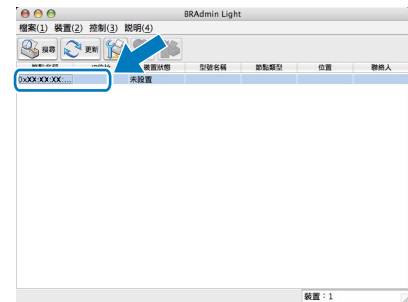 BRAdmin Light
檔案(1) 裝置(2) 控制(3) 說明(4)
搜尋 更新
裝置狀態 型號名稱 節點類型 位置 聯絡人
0xXX:XX:XX:... 未設置
裝置：1